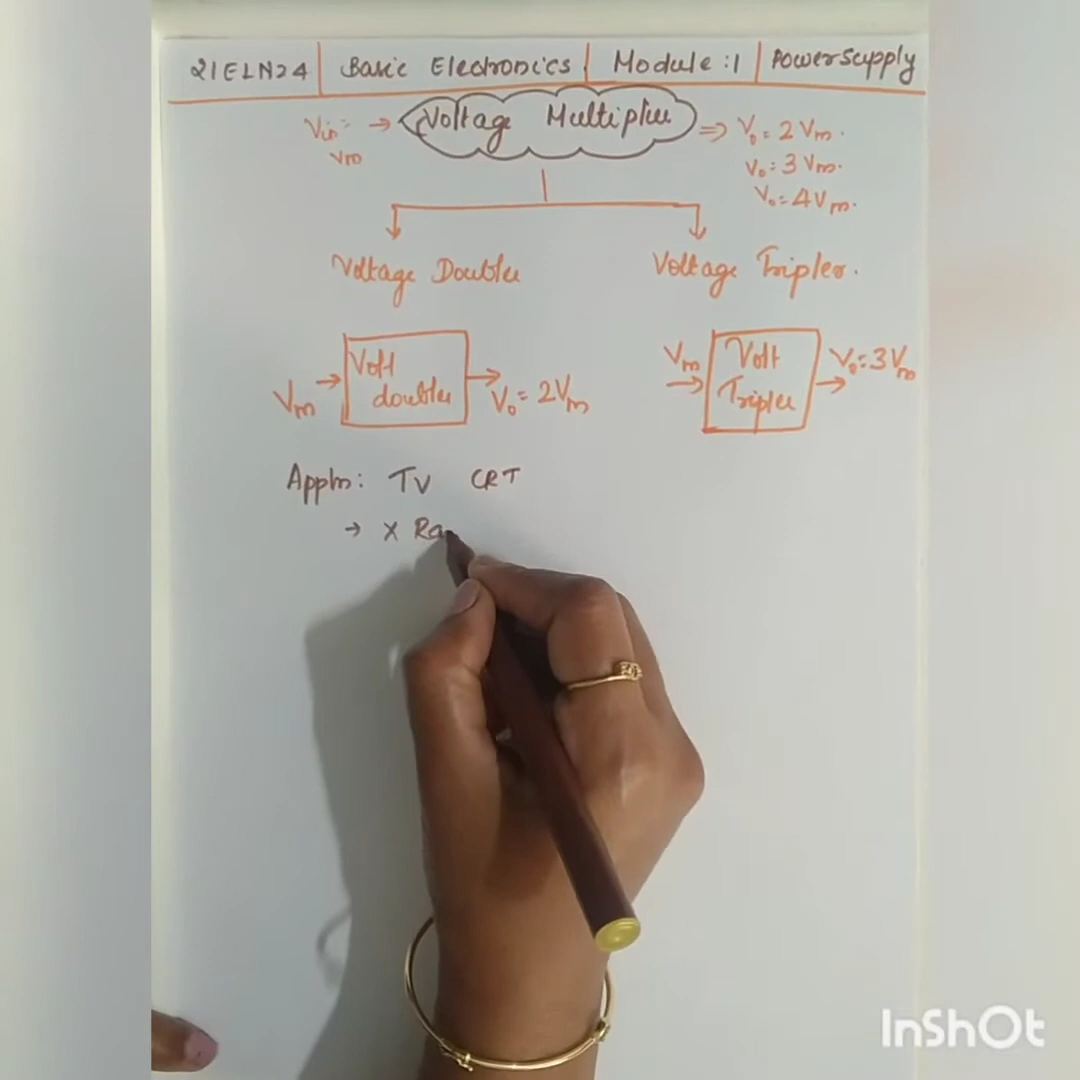 21ELN24 | Basic Electronics | Module:1 | Power Supply
Vin= → Voltage Multiplier ⇒ V₀ = 2Vm.
Vm
V₀ = 3Vm.
V₀ = 4Vm.
Voltage Doubler
Voltage Tripler.
Vm → Volt doubler → V₀ = 2Vm
Vm → Volt Tripler → V₀ = 3Vm
Appln: TV CRT
→ X Ra
InShOt